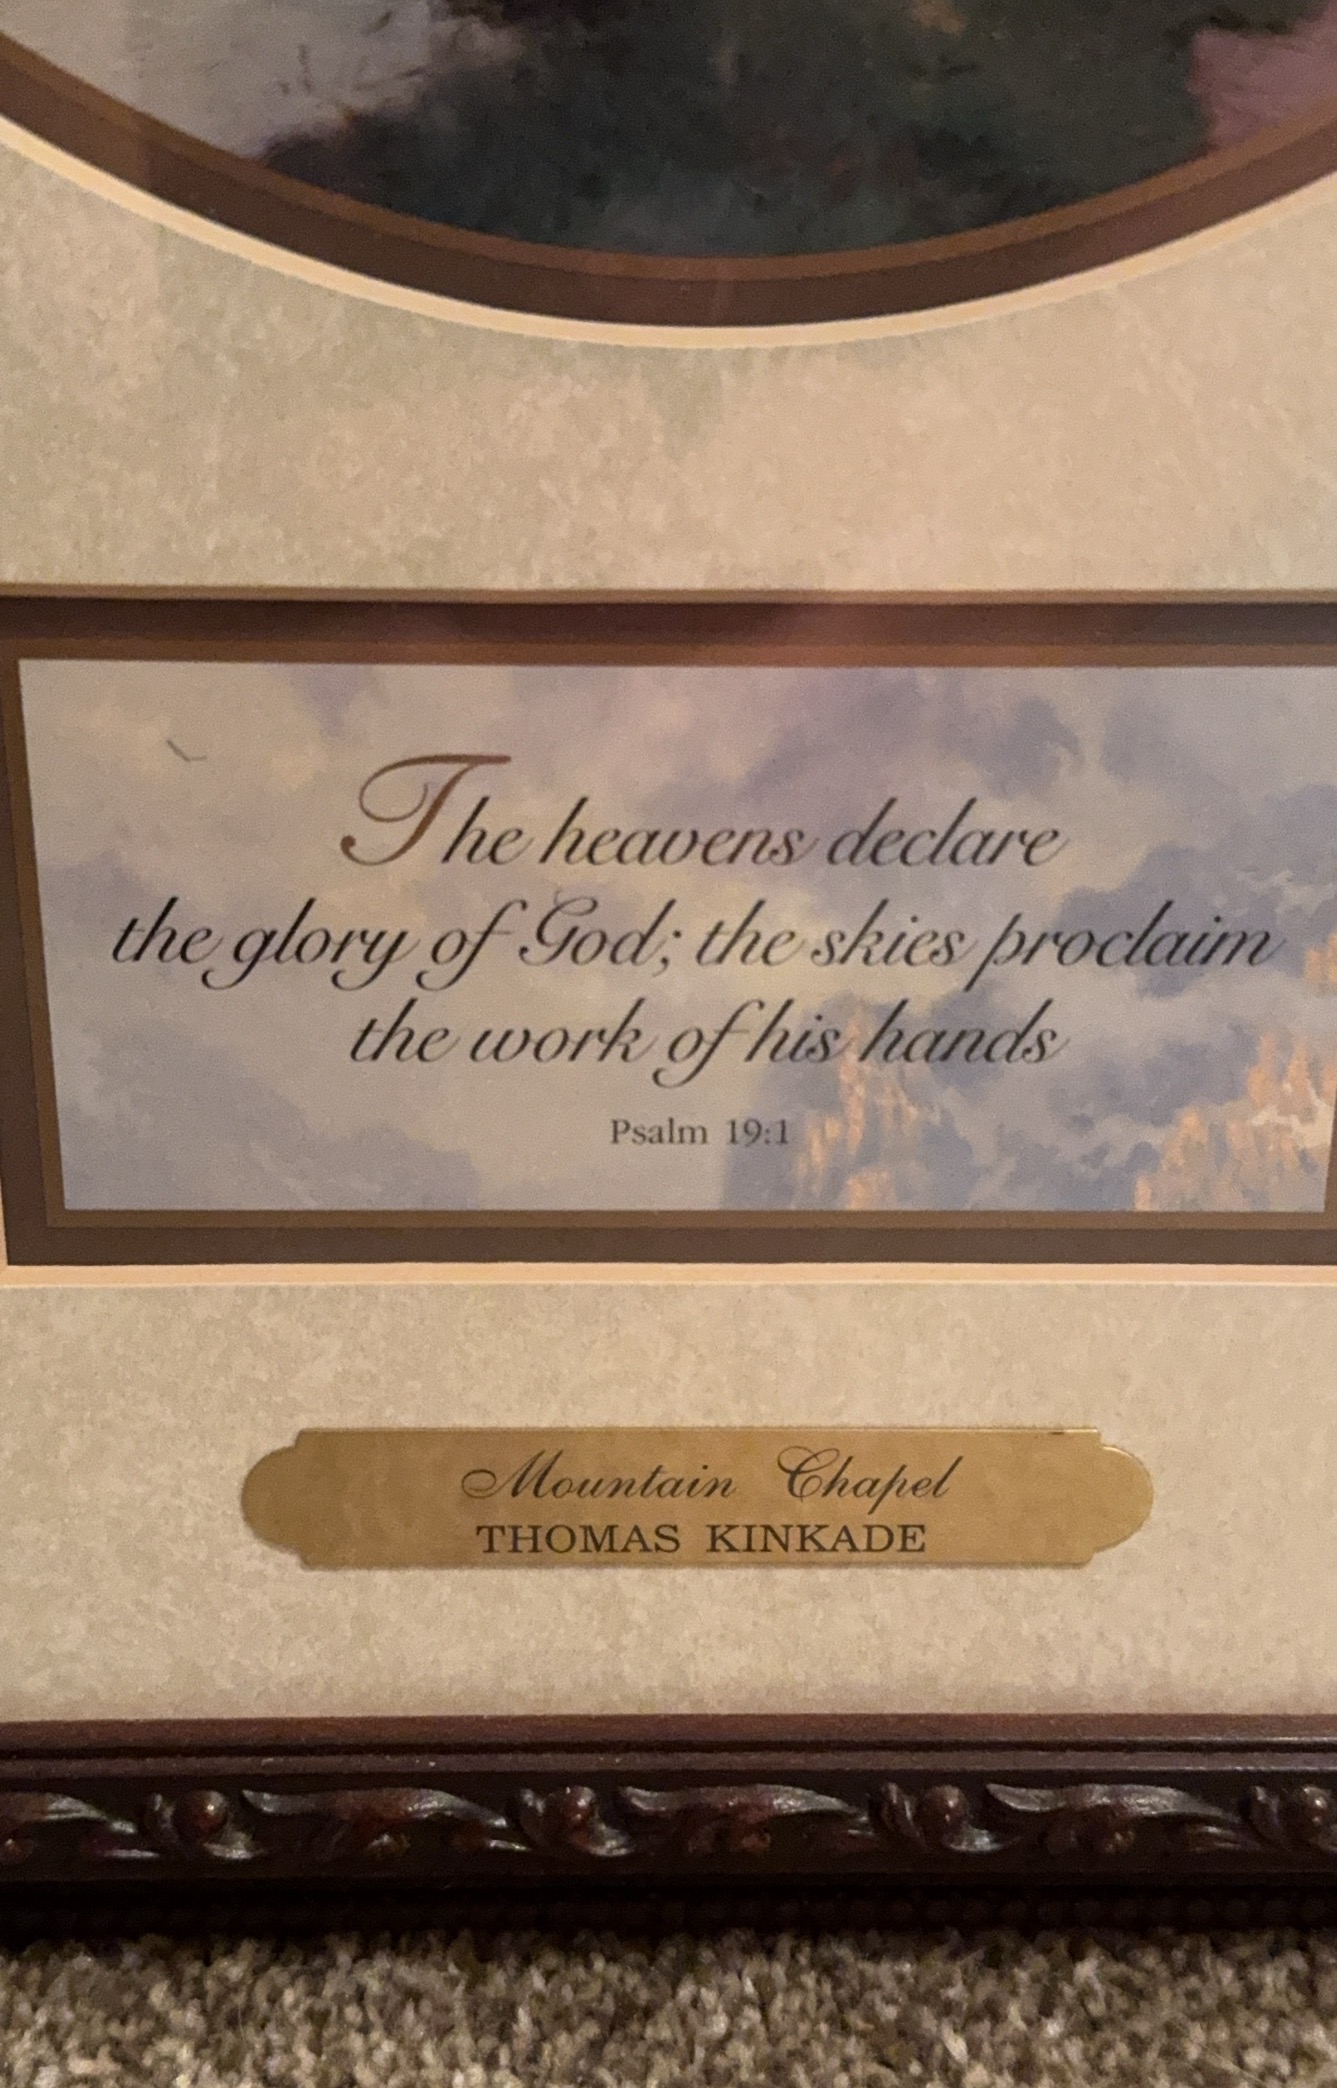 The heavens declare
the glory of God; the skies proclaim
the work of his hands
Psalm 19:1
Mountain Chapel
THOMAS KINKADE